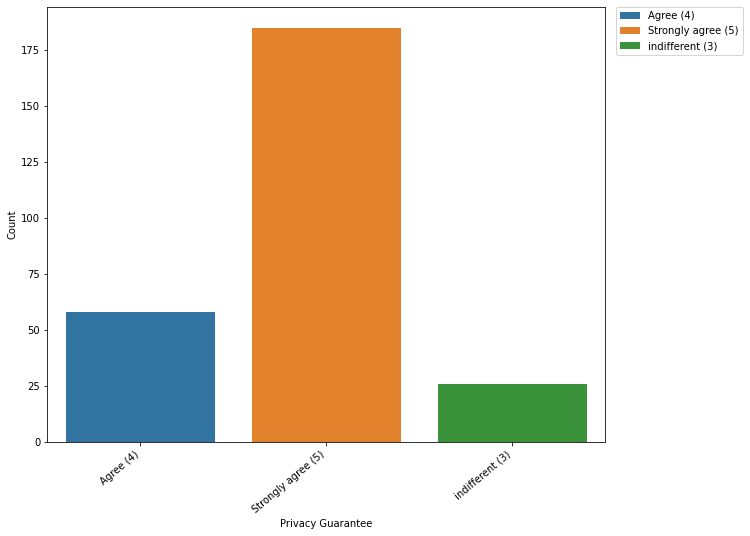 Agree (4)
Strongly agree (5)
indifferent (3)
175
150
125
100
75
50
25
0
Count
Agree (4)
Strongly agree (5)
indifferent (3)
Privacy Guarantee